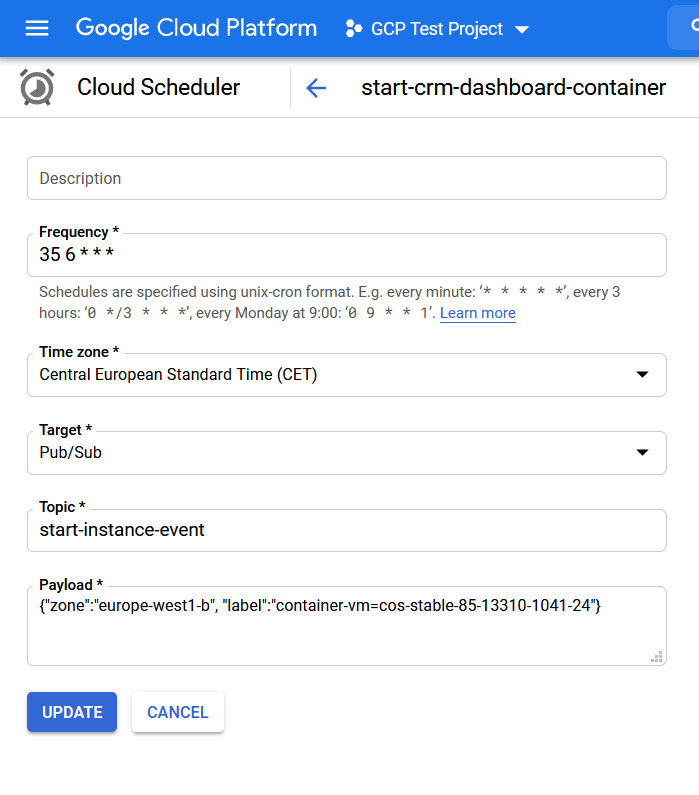 Google Cloud Platform GCP Test Project
Cloud Scheduler start-crm-dashboard-container
Description
Frequency *
35 6 * * *
Schedules are specified using unix-cron format. E.g. every minute: '* * * * *', every 3
hours: '0 */3 * * *', every Monday at 9:00: '0 9 * * 1'. Learn more
Time zone *
Central European Standard Time (CET)
Target *
Pub/Sub
Topic *
start-instance-event
Payload *
{"zone":"europe-west1-b", "label":"container-vm=cos-stable-85-13310-1041-24"}
UPDATE CANCEL